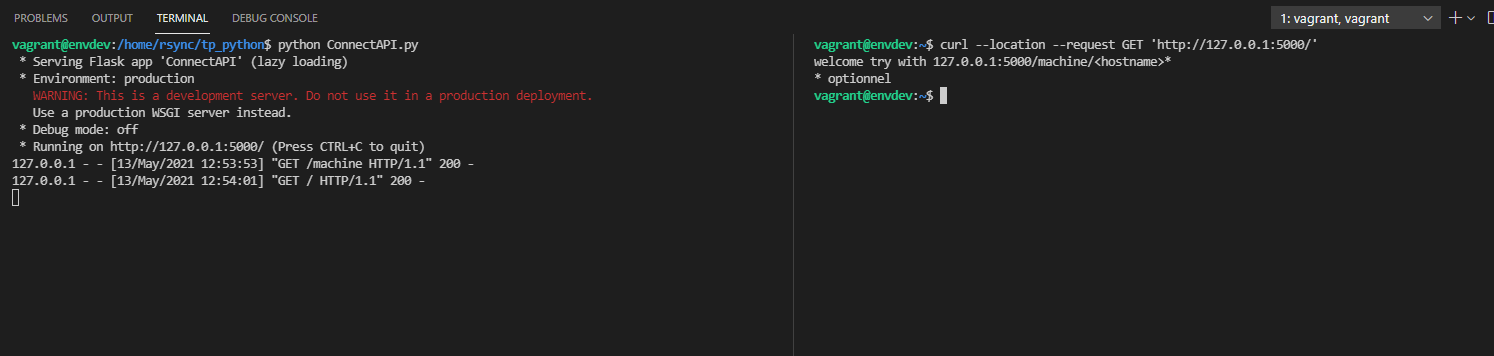 PROBLEMS OUTPUT TERMINAL DEBUG CONSOLE
1: vagrant, vagrant
vagrant@envdev:/home/rsync/tp_python$ python ConnectAPI.py
* Serving Flask app 'ConnectAPI' (lazy loading)
* Environment: production
WARNING: This is a development server. Do not use it in a production deployment.
Use a production WSGI server instead.
* Debug mode: off
* Running on http://127.0.0.1:5000/ (Press CTRL+C to quit)
127.0.0.1 - - [13/May/2021 12:53:53] "GET /machine HTTP/1.1" 200 -
127.0.0.1 - - [13/May/2021 12:54:01] "GET / HTTP/1.1" 200 -
vagrant@envdev:~$ curl --location --request GET 'http://127.0.0.1:5000/'
welcome try with 127.0.0.1:5000/machine/<hostname>*
* optionnel
vagrant@envdev:~$